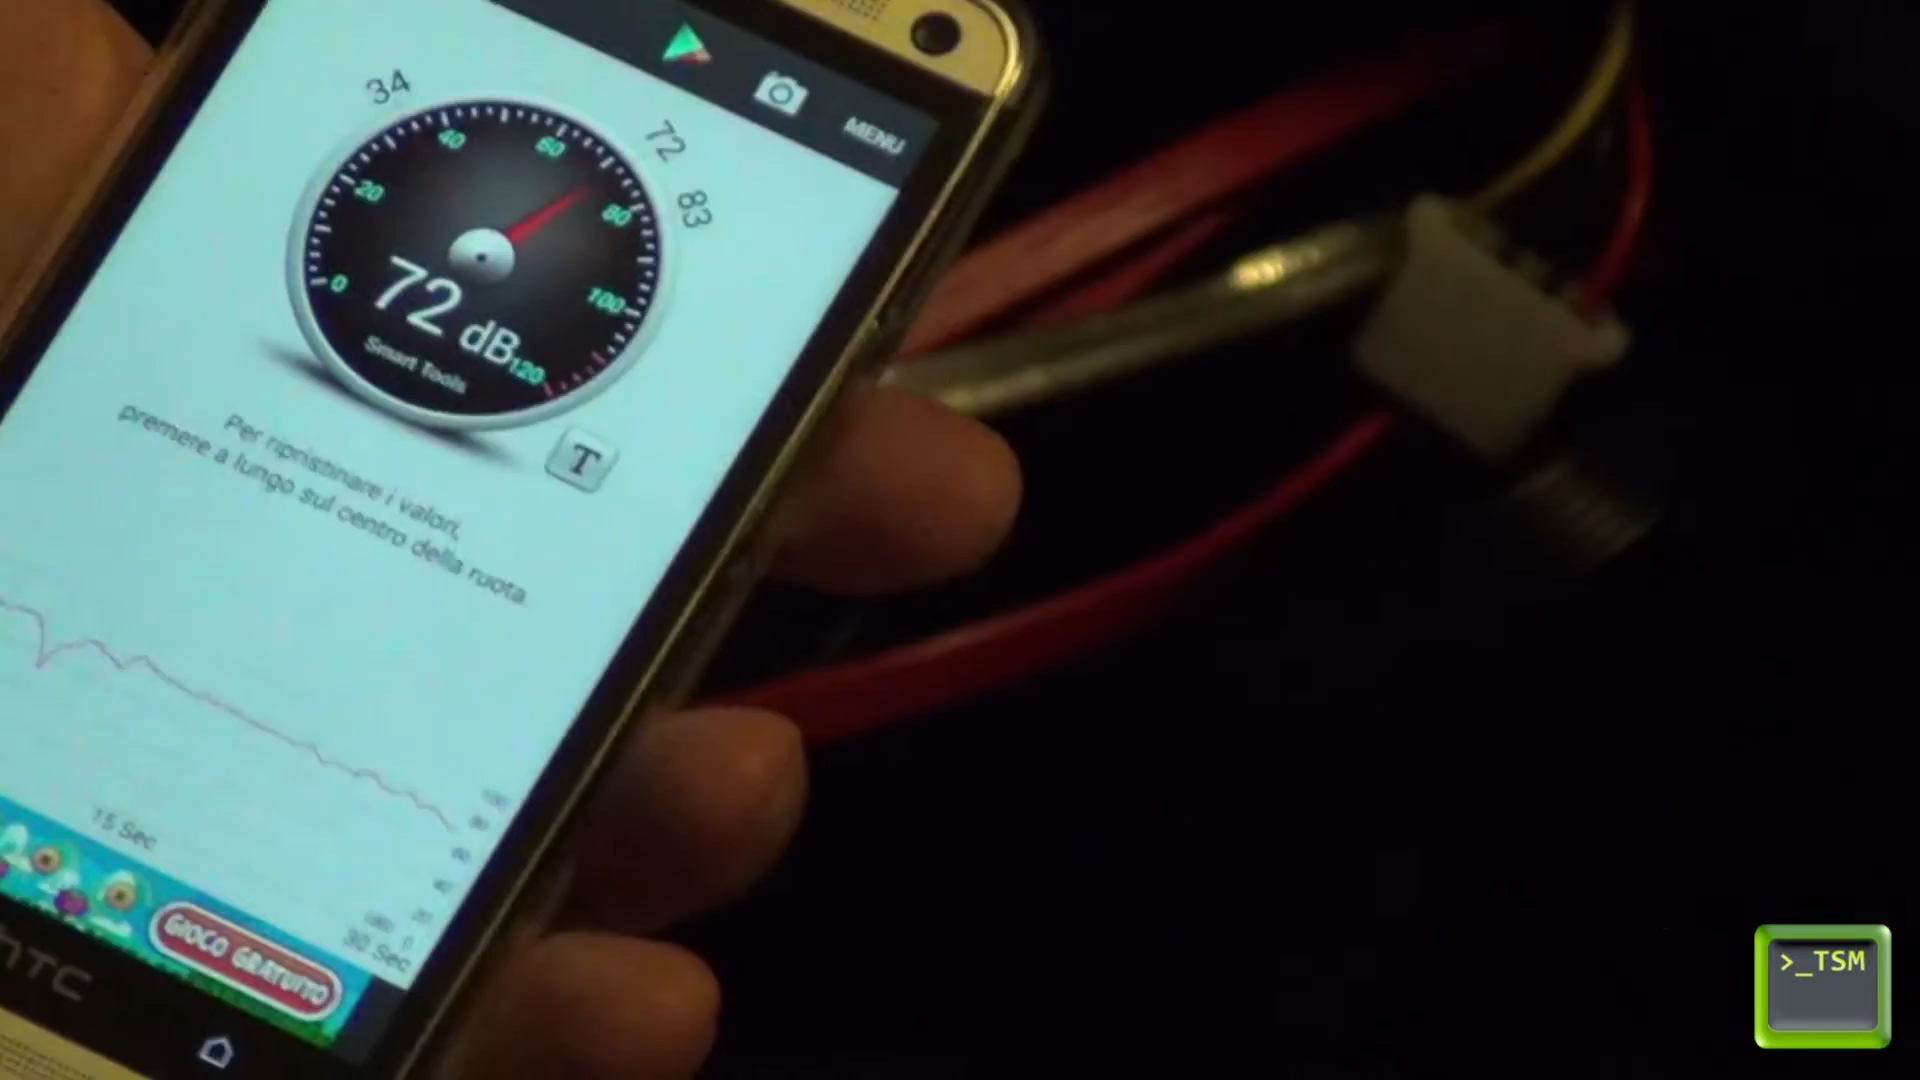 MENU
34
72
83
0
20
40
60
80
100
120
72 dB
Smart Tools
T
Per ripristinare i valori,
premere a lungo sul centro della ruota.
15 Sec
30 Sec
GIOCO GRATUITO
hTC
>_TSM